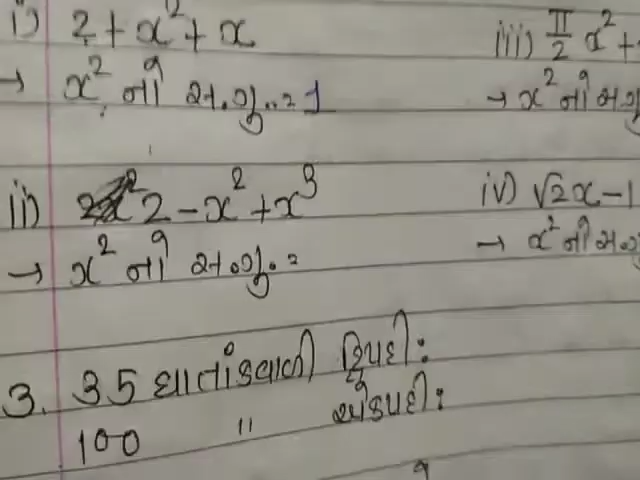 i) 2 + x² + x
→ x² નો સ.ગુ. = 1
iii) π/2 x² +
→ x² નો સ.ગુ
ii) 2 - x² + x³
→ x² નો સ.ગુ. =
iv) √2x - 1
→ x² નો સ.ગુ
3. 35 ઘાતાંકવાળી દ્વિપદી:
100 " એકપદી: